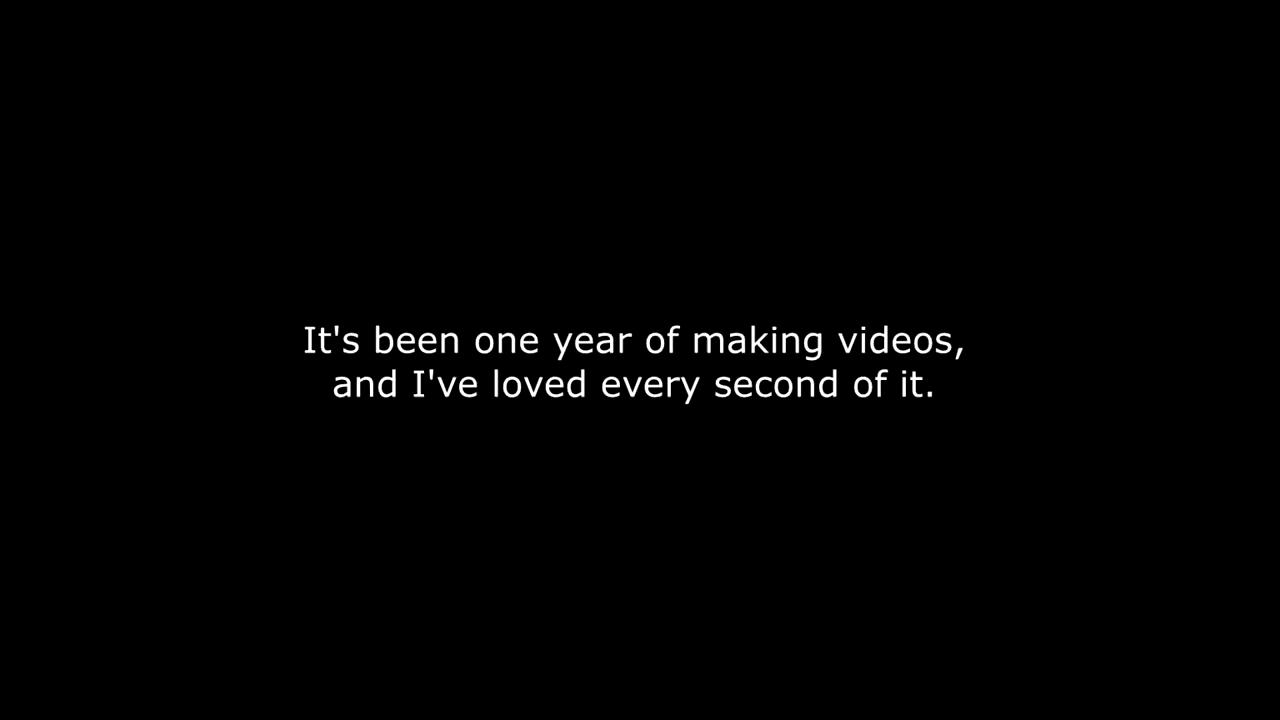 It's been one year of making videos,
and I've loved every second of it.